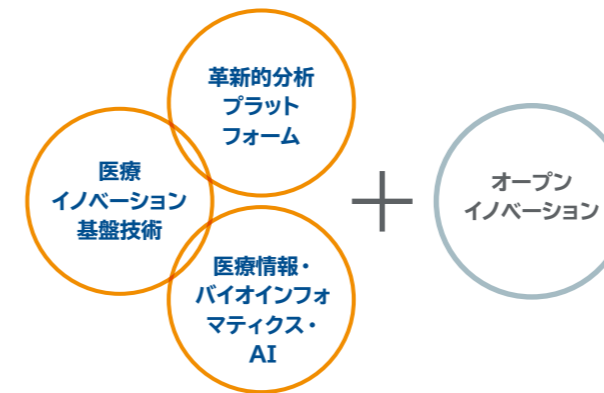 革新的分析
プラット
フォーム
医療
イノベーション
基盤技術
医療情報・
バイオインフォ
マティクス・
AI
＋
オープン
イノベーション